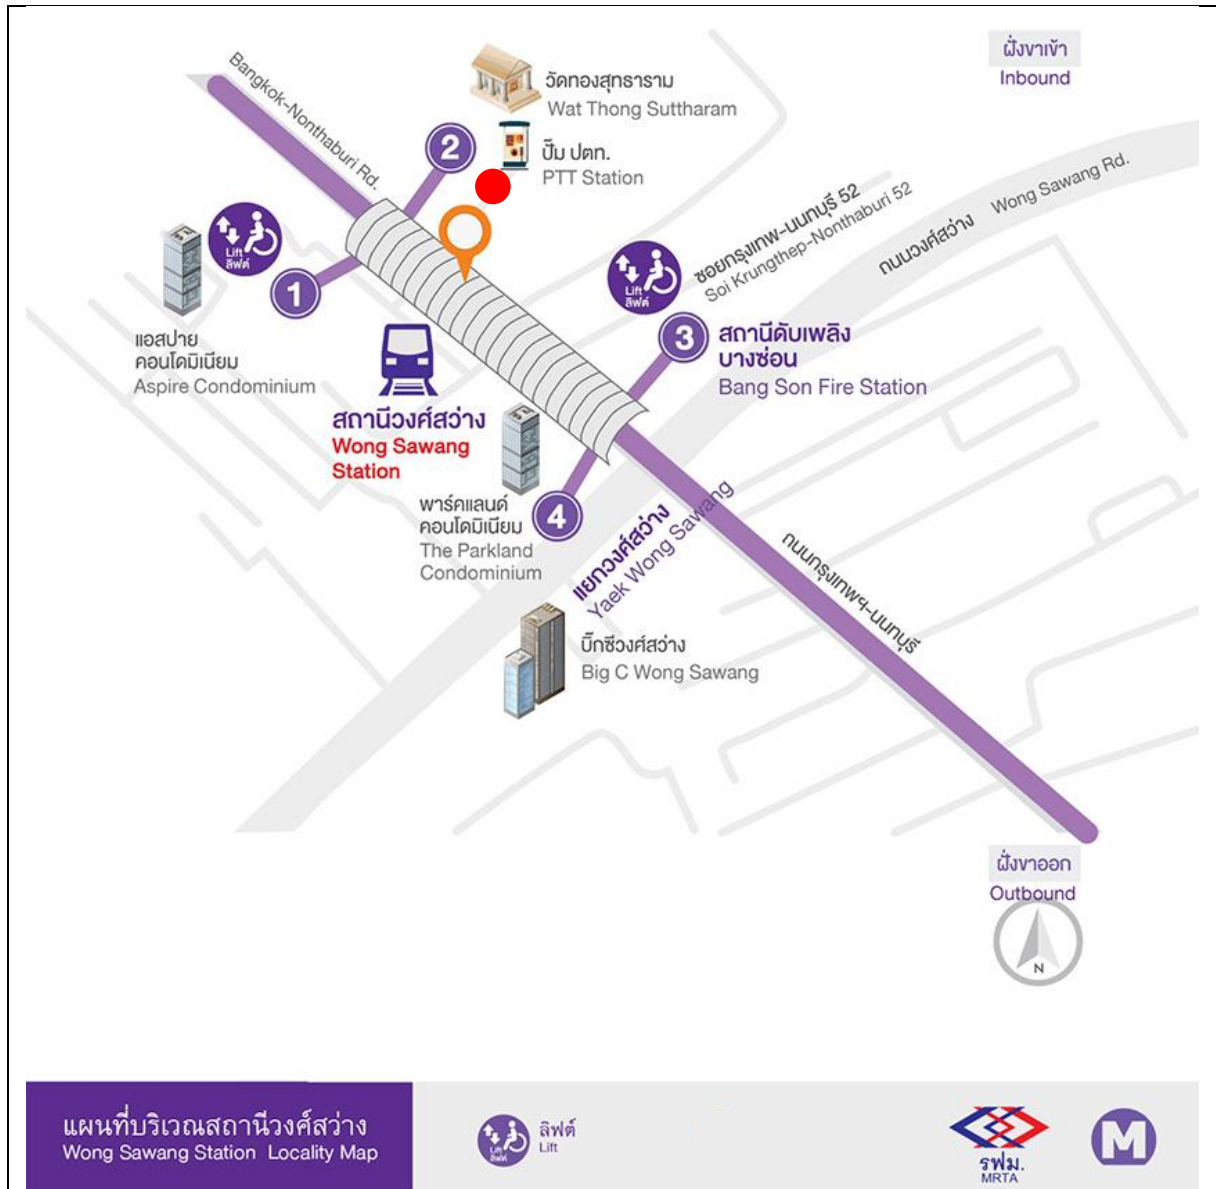 ฝั่งขาเข้า
Inbound
Bangkok-Nonthaburi Rd.
วัดทองสุทธาราม
Wat Thong Suttharam
2
ปั๊ม ปตท.
PTT Station
Wong Sawang Rd.
ถนนวงศ์สว่าง
ซอยกรุงเทพ-นนทบุรี 52
Soi Krungthep-Nonthaburi 52
Lift
ลิฟต์
1
Lift
ลิฟต์
3
สถานีดับเพลิง
บางซ่อน
Bang Son Fire Station
แอสปาย
คอนโดมิเนียม
Aspire Condominium
สถานีวงศ์สว่าง
Wong Sawang
Station
พาร์คแลนด์
คอนโดมิเนียม
The Parkland
Condominium
4
แยกวงศ์สว่าง
Yaek Wong Sawang
ถนนกรุงเทพฯ-นนทบุรี
บิ๊กซีวงศ์สว่าง
Big C Wong Sawang
ฝั่งขาออก
Outbound
N
แผนที่บริเวณสถานีวงศ์สว่าง
Wong Sawang Station Locality Map
Lift
ลิฟต์
ลิฟต์
Lift
รฟม.
MRTA
M